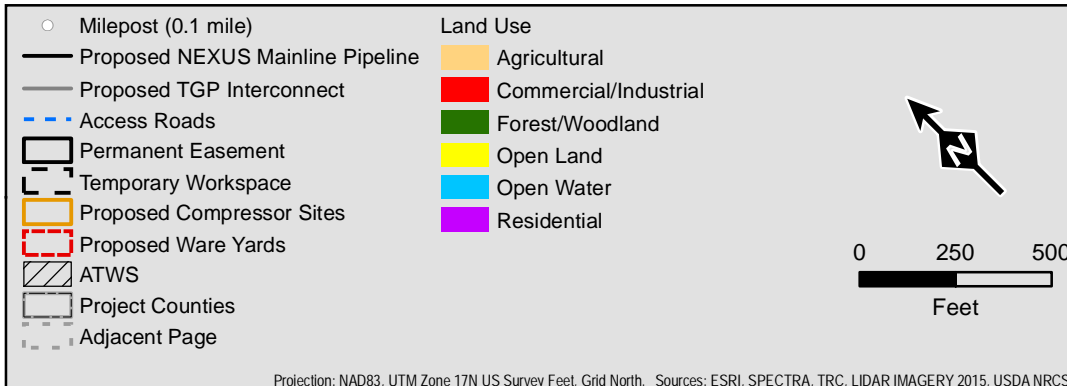 Milepost (0.1 mile)
Proposed NEXUS Mainline Pipeline
Proposed TGP Interconnect
Access Roads
Permanent Easement
Temporary Workspace
Proposed Compressor Sites
Proposed Ware Yards
ATWS
Project Counties
Adjacent Page
Land Use
Agricultural
Commercial/Industrial
Forest/Woodland
Open Land
Open Water
Residential
N
0 250 500
Feet
Projection: NAD83, UTM Zone 17N US Survey Feet, Grid North, Sources: ESRI, SPECTRA, TRC, LIDAR IMAGERY 2015, USDA NRCS